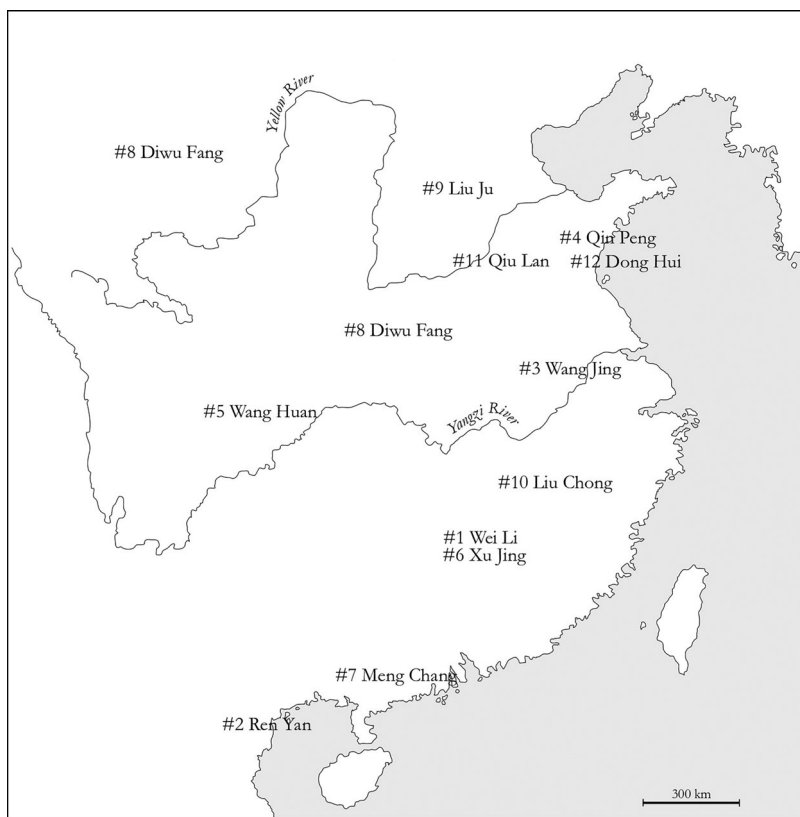 Yellow River
#8 Diwu Fang
#9 Liu Ju
#4 Qin Peng
#11 Qiu Lan
#12 Dong Hui
#8 Diwu Fang
#3 Wang Jing
#5 Wang Huan
Yangzi River
#10 Liu Chong
#1 Wei Li
#6 Xu Jing
#7 Meng Chang
#2 Ren Yan
300 km